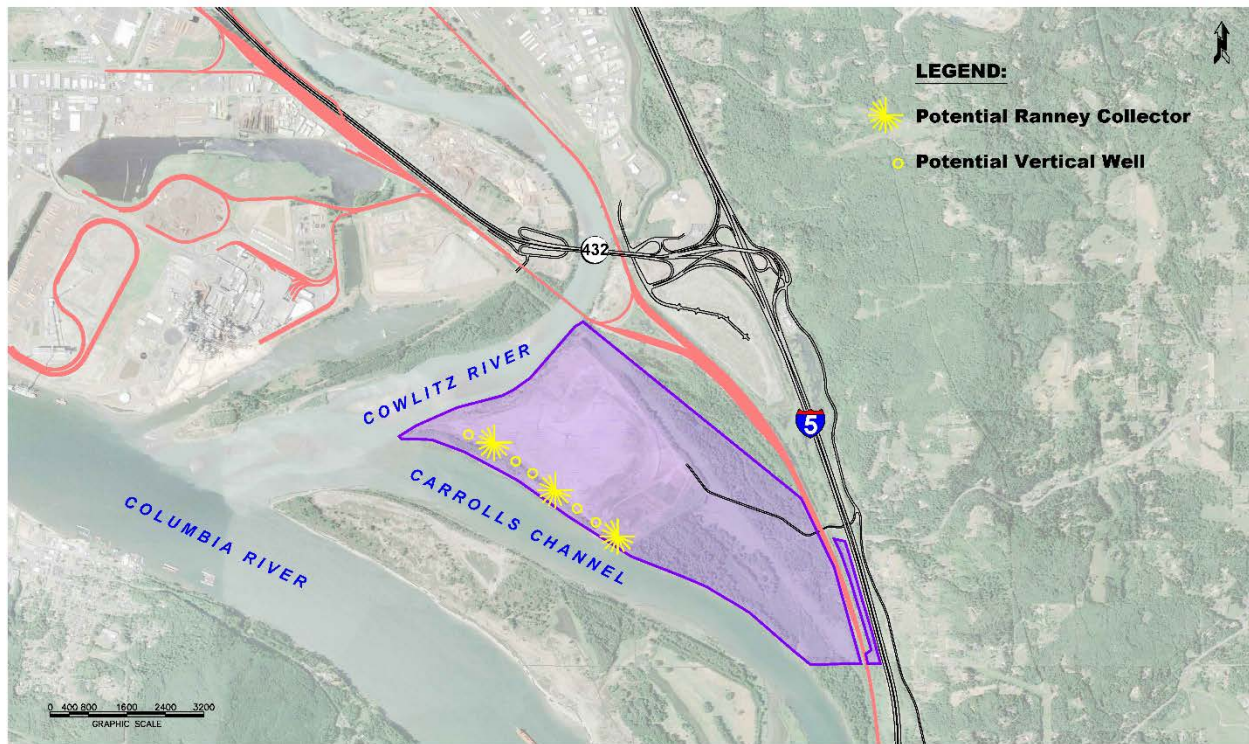 N
LEGEND:
Potential Ranney Collector
Potential Vertical Well
432
COWLITZ RIVER
5
CARROLLS CHANNEL
COLUMBIA RIVER
0 400 800 1600 2400 3200
GRAPHIC SCALE